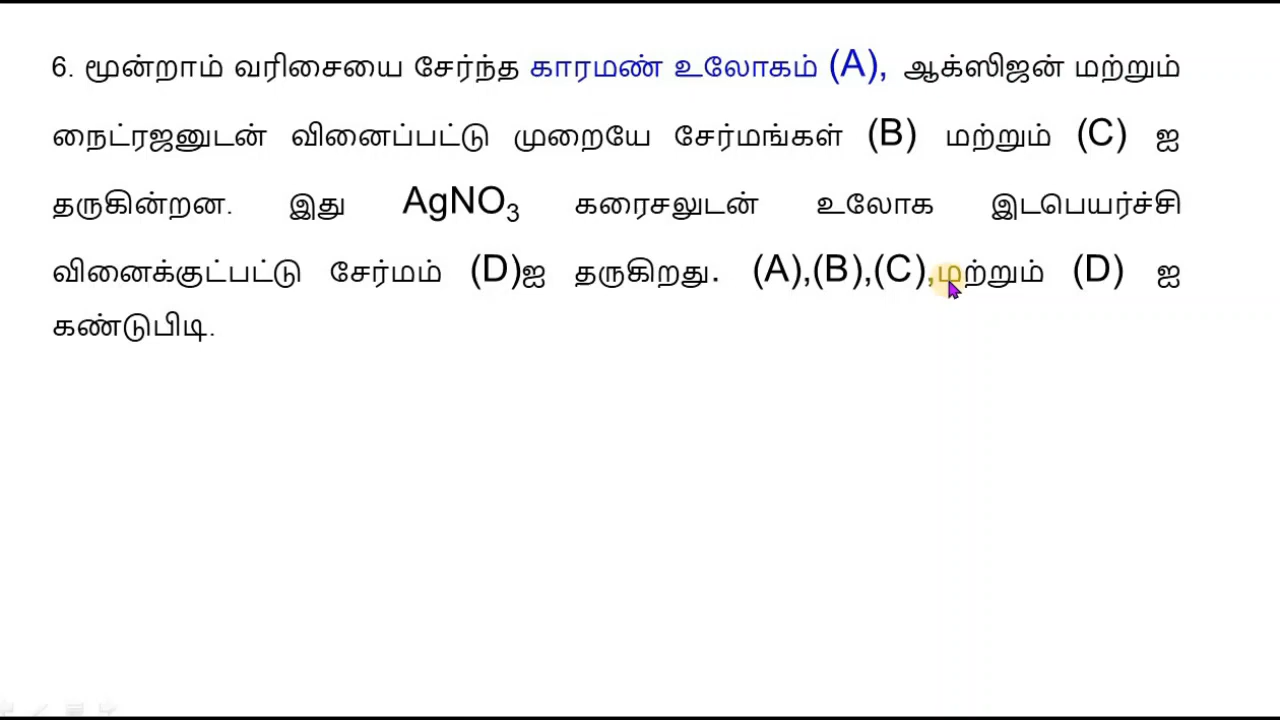 6. மூன்றாம் வரிசையை சேர்ந்த காரமண் உலோகம் (A), ஆக்ஸிஜன் மற்றும்
நைட்ரஜனுடன் வினைப்பட்டு முறையே சேர்மங்கள் (B) மற்றும் (C) ஐ
தருகின்றன. இது AgNO₃ கரைசலுடன் உலோக இடபெயர்ச்சி
வினைக்குட்பட்டு சேர்மம் (D)ஐ தருகிறது. (A),(B),(C),மற்றும் (D) ஐ
கண்டுபிடி.